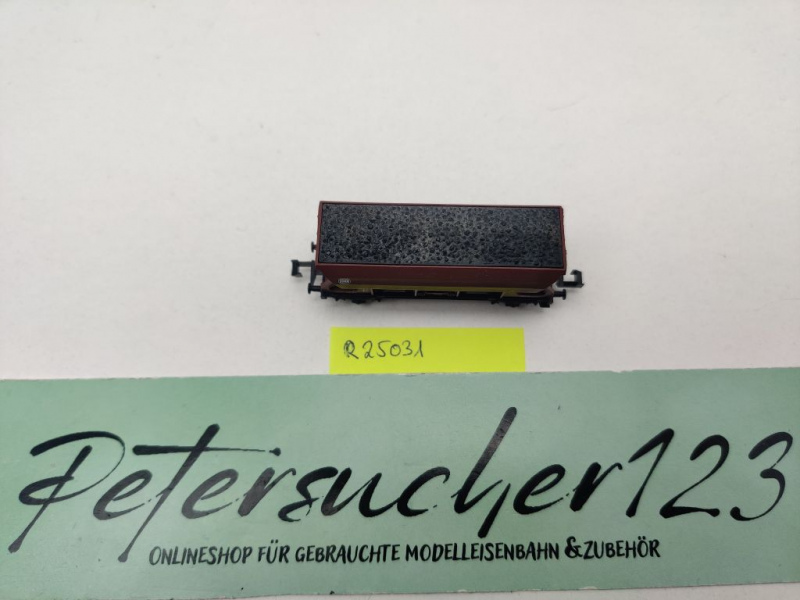 R25031
Petersucher123
ONLINESHOP FÜR GEBRAUCHTE MODELLEISENBAHN &ZUBEHÖR